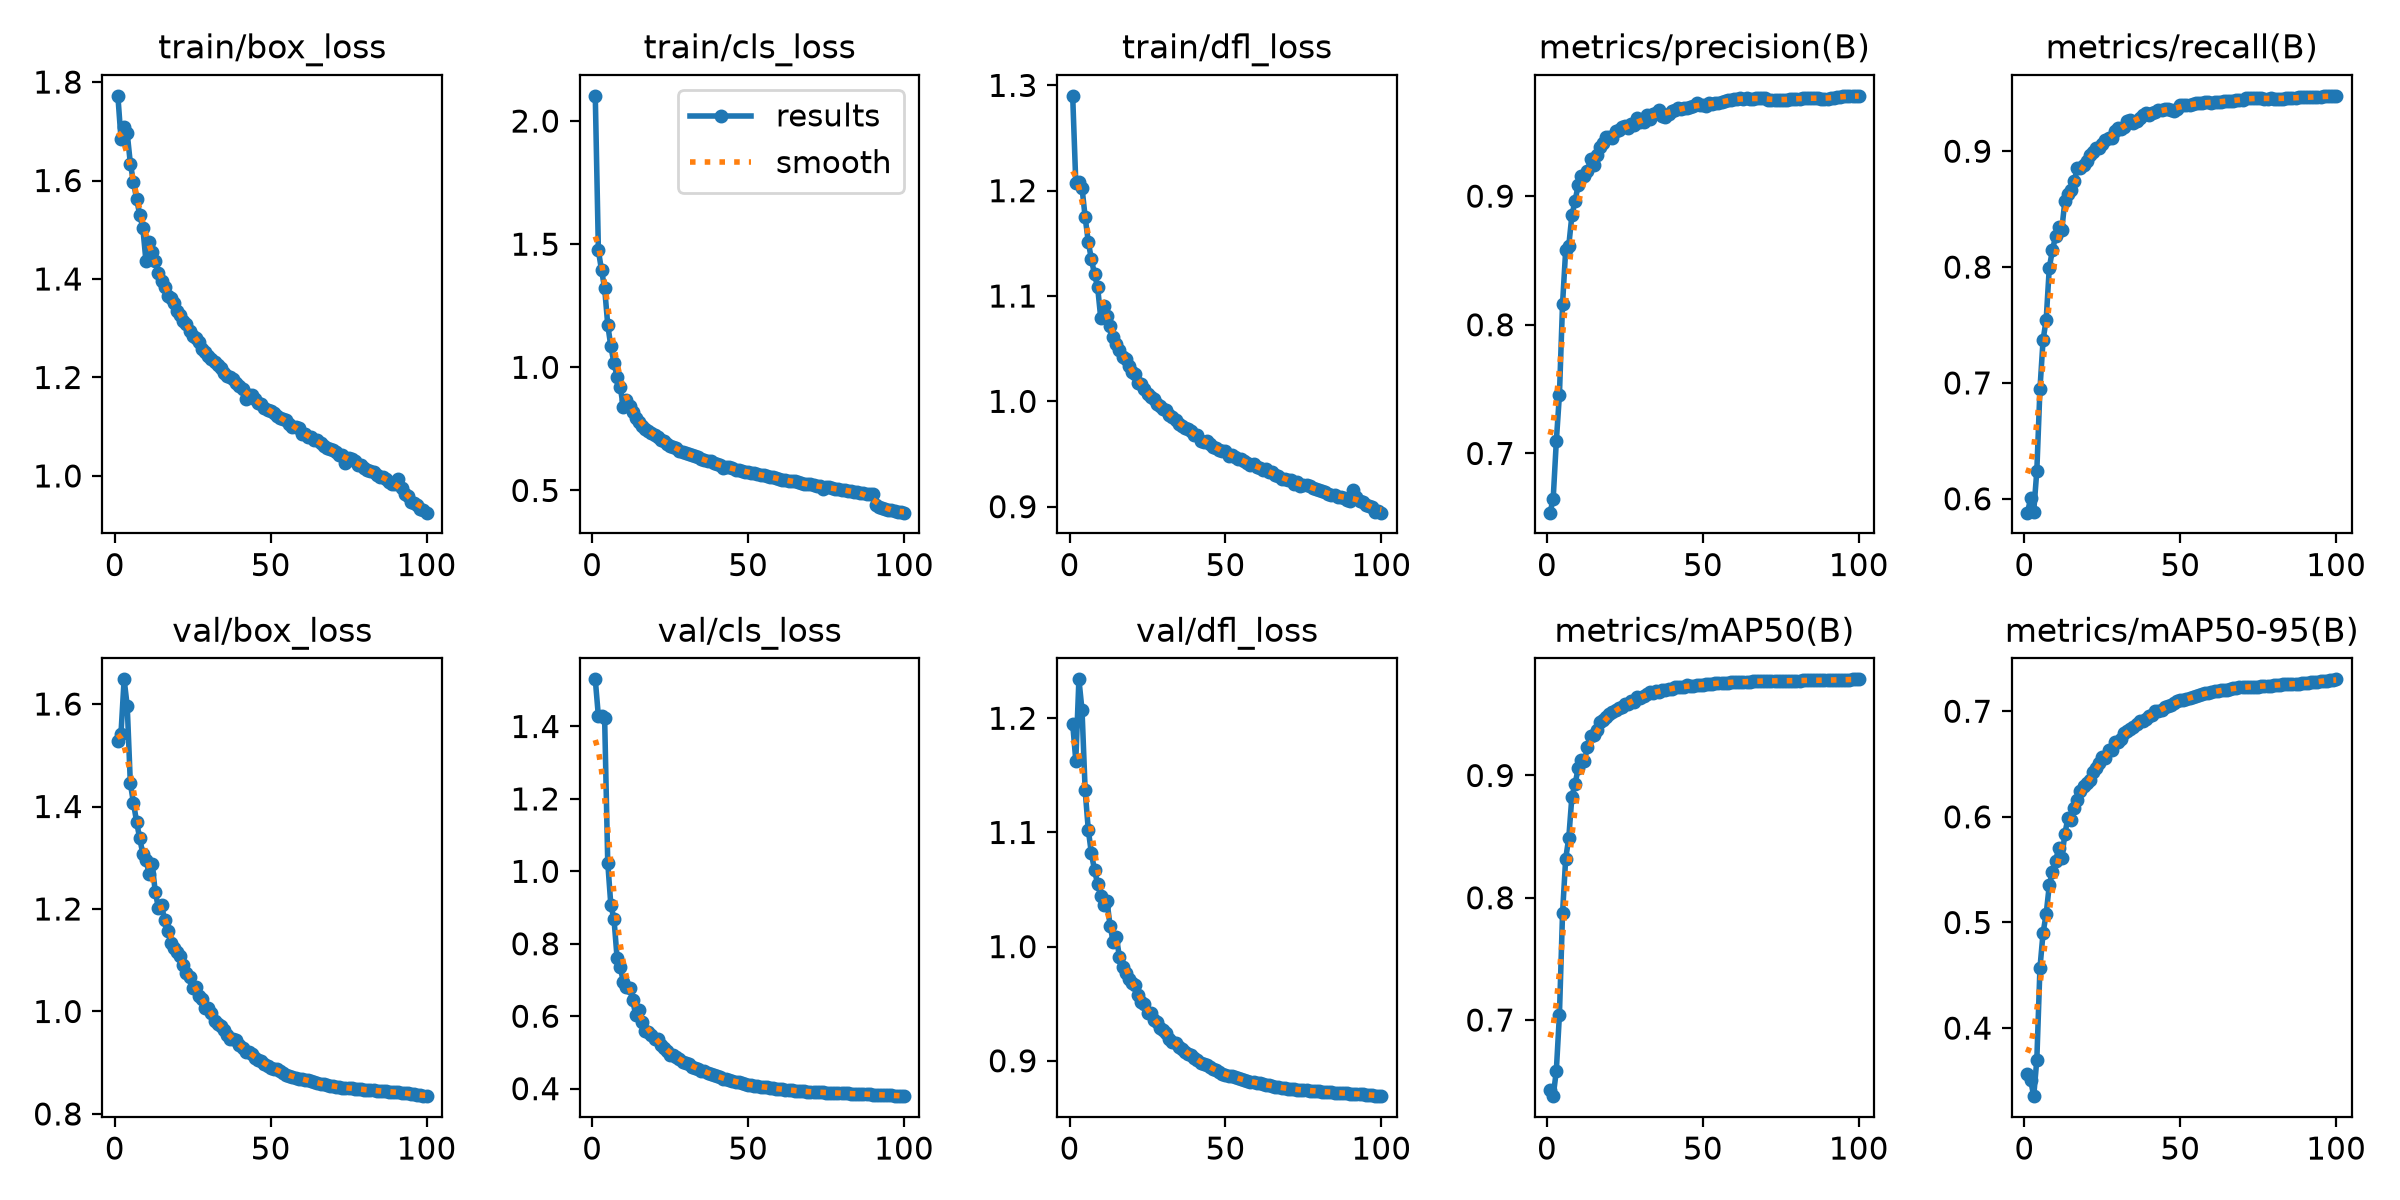 train/box_loss
train/cls_loss
train/dfl_loss
metrics/precision(B)
metrics/recall(B)
1.8
1.6
1.4
1.2
1.0
0 50 100
2.0
1.5
1.0
0.5
0 50 100
results
smooth
1.3
1.2
1.1
1.0
0.9
0 50 100
0.9
0.8
0.7
0 50 100
0.9
0.8
0.7
0.6
0 50 100
val/box_loss
val/cls_loss
val/dfl_loss
metrics/mAP50(B)
metrics/mAP50-95(B)
1.6
1.4
1.2
1.0
0.8
0 50 100
1.4
1.2
1.0
0.8
0.6
0.4
0 50 100
1.2
1.1
1.0
0.9
0 50 100
0.9
0.8
0.7
0 50 100
0.7
0.6
0.5
0.4
0 50 100